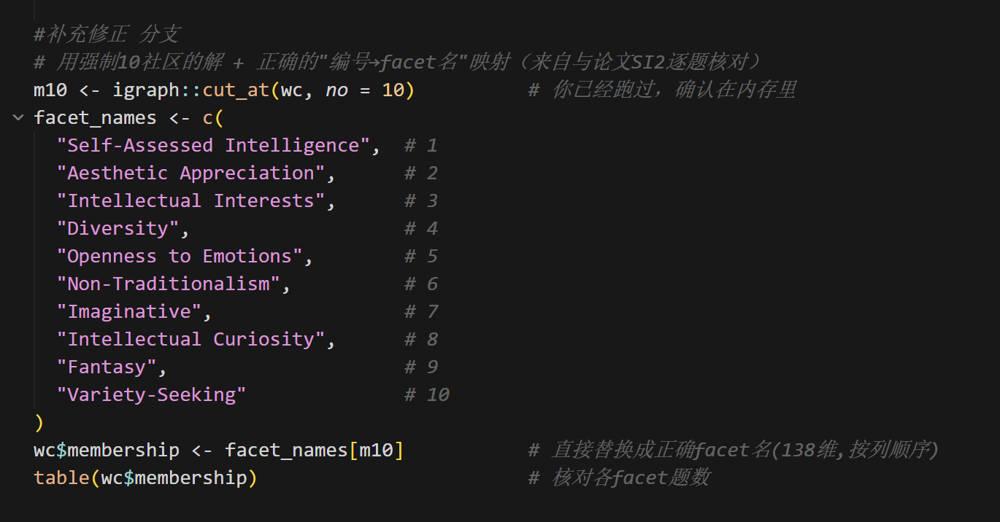 #补充修正 分支
# 用强制10社区的解 + 正确的"编号→facet名"映射（来自与论文SI2逐题核对）
m10 <- igraph::cut_at(wc, no = 10)          # 你已经跑过，确认在内存里
facet_names <- c(
  "Self-Assessed Intelligence",  # 1
  "Aesthetic Appreciation",      # 2
  "Intellectual Interests",      # 3
  "Diversity",                   # 4
  "Openness to Emotions",        # 5
  "Non-Traditionalism",          # 6
  "Imaginative",                 # 7
  "Intellectual Curiosity",      # 8
  "Fantasy",                     # 9
  "Variety-Seeking"              # 10
)
wc$membership <- facet_names[m10]           # 直接替换成正确facet名(138维,按列顺序)
table(wc$membership)                        # 核对各facet题数